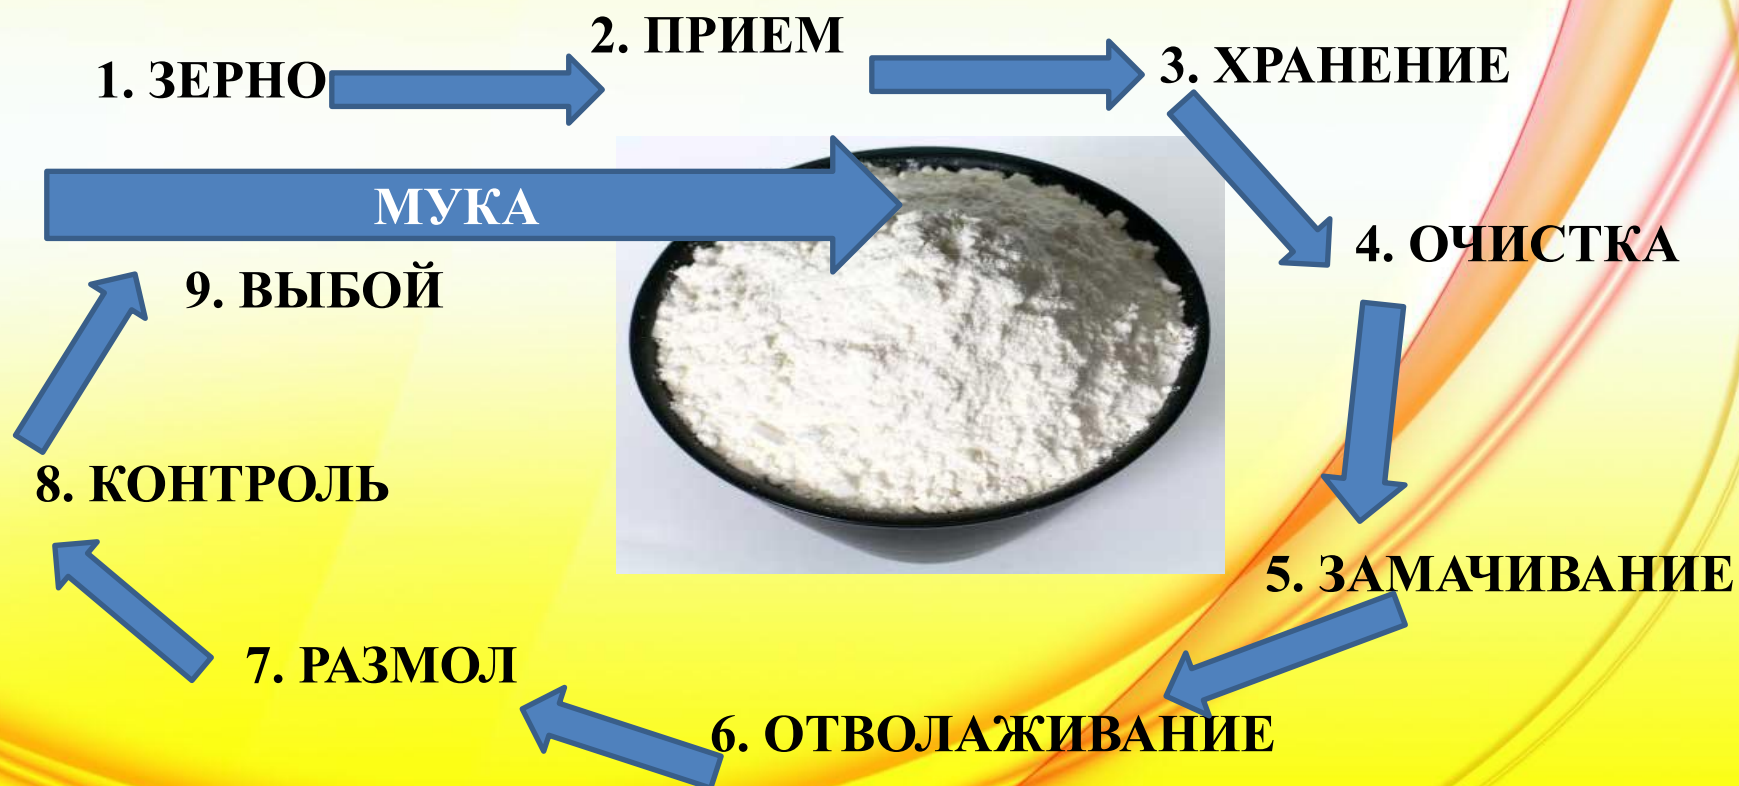 1. ЗЕРНО
2. ПРИЕМ
3. ХРАНЕНИЕ
4. ОЧИСТКА
5. ЗАМАЧИВАНИЕ
6. ОТВОЛАЖИВАНИЕ
7. РАЗМОЛ
8. КОНТРОЛЬ
9. ВЫБОЙ
МУКА